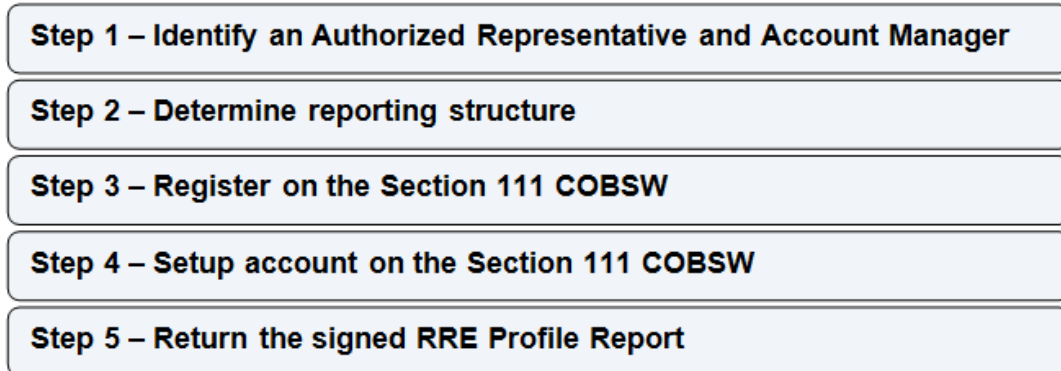 Step 1 – Identify an Authorized Representative and Account Manager
Step 2 – Determine reporting structure
Step 3 – Register on the Section 111 COBSW
Step 4 – Setup account on the Section 111 COBSW
Step 5 – Return the signed RRE Profile Report